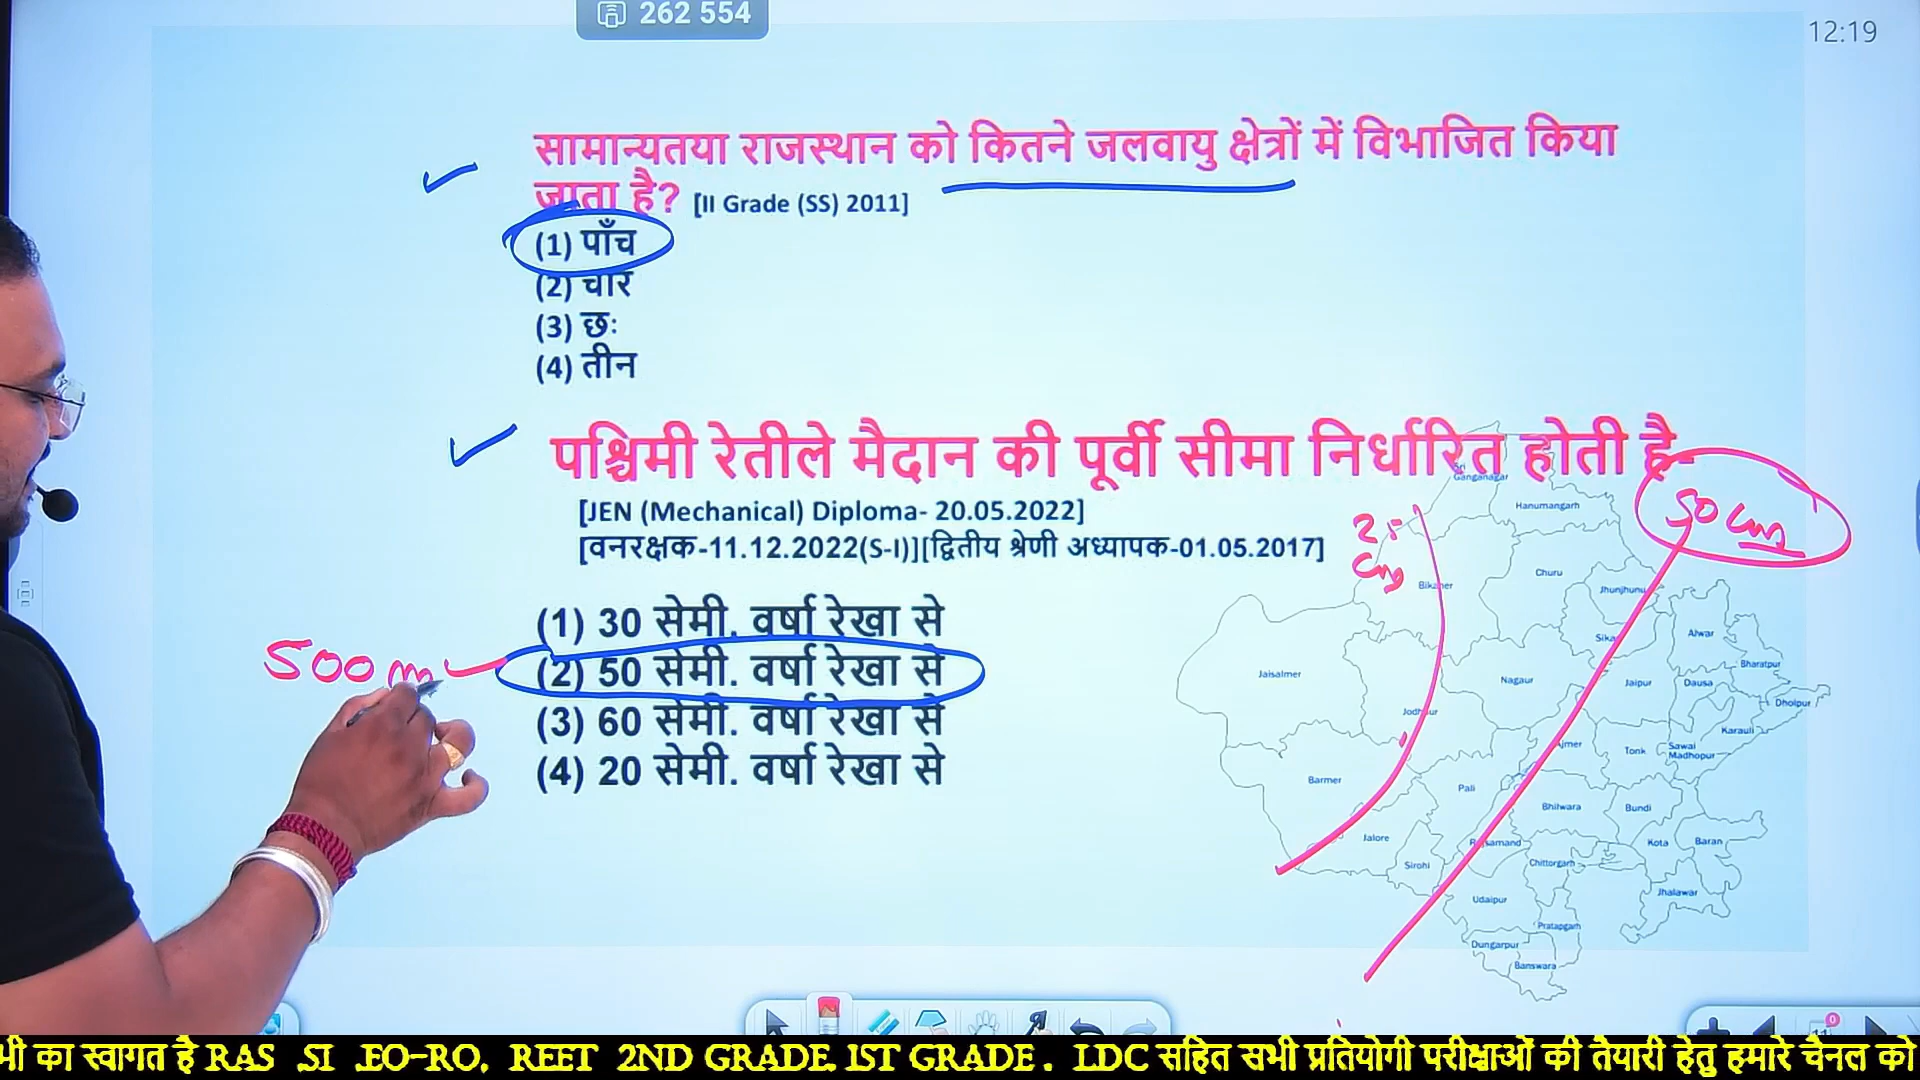 262 554
12:19
सामान्यतया राजस्थान को कितने जलवायु क्षेत्रों में विभाजित किया
जाता है? [II Grade (SS) 2011]
(1) पाँच
(2) चार
(3) छः
(4) तीन
पश्चिमी रेतीले मैदान की पूर्वी सीमा निर्धारित होती है-
[JEN (Mechanical) Diploma- 20.05.2022]
[वनरक्षक-11.12.2022(S-I)][द्वितीय श्रेणी अध्यापक-01.05.2017]
(1) 30 सेमी. वर्षा रेखा से
(2) 50 सेमी. वर्षा रेखा से
(3) 60 सेमी. वर्षा रेखा से
(4) 20 सेमी. वर्षा रेखा से
500 m
50 cm
Ganganagar
Hanumangarh
Churu
Jhunjhunu
Alwar
Bharatpur
Jaisalmer
Nagaur
Jaipur
Dausa
Dholpur
Karauli
Tonk
Sawai
Madhopur
Barmer
Pali
Bhilwara
Bundi
Jalore
Kota
Baran
Sirohi
Chittorgarh
Jhalawar
Udaipur
Pratapgarh
Dungarpur
Banswara
भी का स्वागत है RAS .SI .EO-RO, REET 2ND GRADE, 1ST GRADE . LDC सहित सभी प्रतियोगी परीक्षाओं की तैयारी हेतु हमारे चैनल को